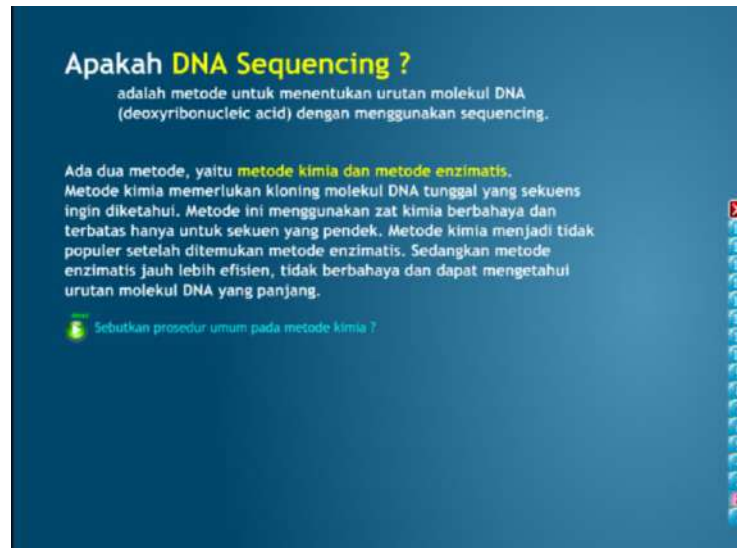 Apakah DNA Sequencing ?
adalah metode untuk menentukan urutan molekul DNA
(deoxyribonucleic acid) dengan menggunakan sequencing.
Ada dua metode, yaitu metode kimia dan metode enzimatis.
Metode kimia memerlukan kloning molekul DNA tunggal yang sekuens
ingin diketahui. Metode ini menggunakan zat kimia berbahaya dan
terbatas hanya untuk sekuen yang pendek. Metode kimia menjadi tidak
populer setelah ditemukan metode enzimatis. Sedangkan metode
enzimatis jauh lebih efisien, tidak berbahaya dan dapat mengetahui
urutan molekul DNA yang panjang.
Sebutkan prosedur umum pada metode kimia ?